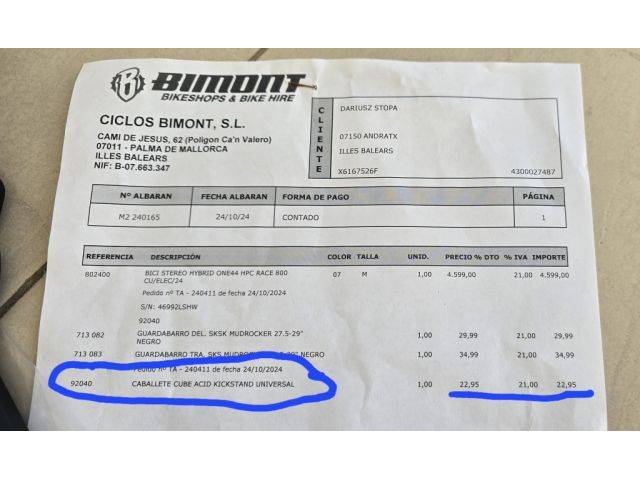 BIMONT
BIKESHOPS & BIKE HIRE
CICLOS BIMONT, S.L.
CAMI DE JESUS, 62 (Poligon Ca'n Valero)
07011 - PALMA DE MALLORCA
ILLES BALEARS
NIF: B-07.663.347
CLIENTE
DARIUSZ STOPA
07150 ANDRATX
ILLES BALEARS
X6167526F 4300027487
Nº ALBARAN FECHA ALBARAN FORMA DE PAGO PÁGINA
M2 240165 24/10/24 CONTADO 1
REFERENCIA DESCRIPCIÓN COLOR TALLA UNID. PRECIO % DTO % IVA IMPORTE
802400 BICI STEREO HYBRID ONE44 HPC RACE 800 07 M 1,00 4.599,00 21,00 4.599,00
CU/ELEC/24
Pedido nº TA - 240411 de fecha 24/10/2024
S/N: 46992LSHW
92040
713 082 GUARDABARRO DEL. SKSK MUDROCKER 27.5-29" 1,00 29,99 21,00 29,99
NEGRO
713 083 GUARDABARRO TRA. SKS MUDROCKER 27.5-29" NEGRO 1,00 34,99 21,00 34,99
Pedido nº TA - 240411 de fecha 24/10/2024
92040 CABALLETE CUBE ACID KICKSTAND UNIVERSAL 1,00 22,95 21,00 22,95